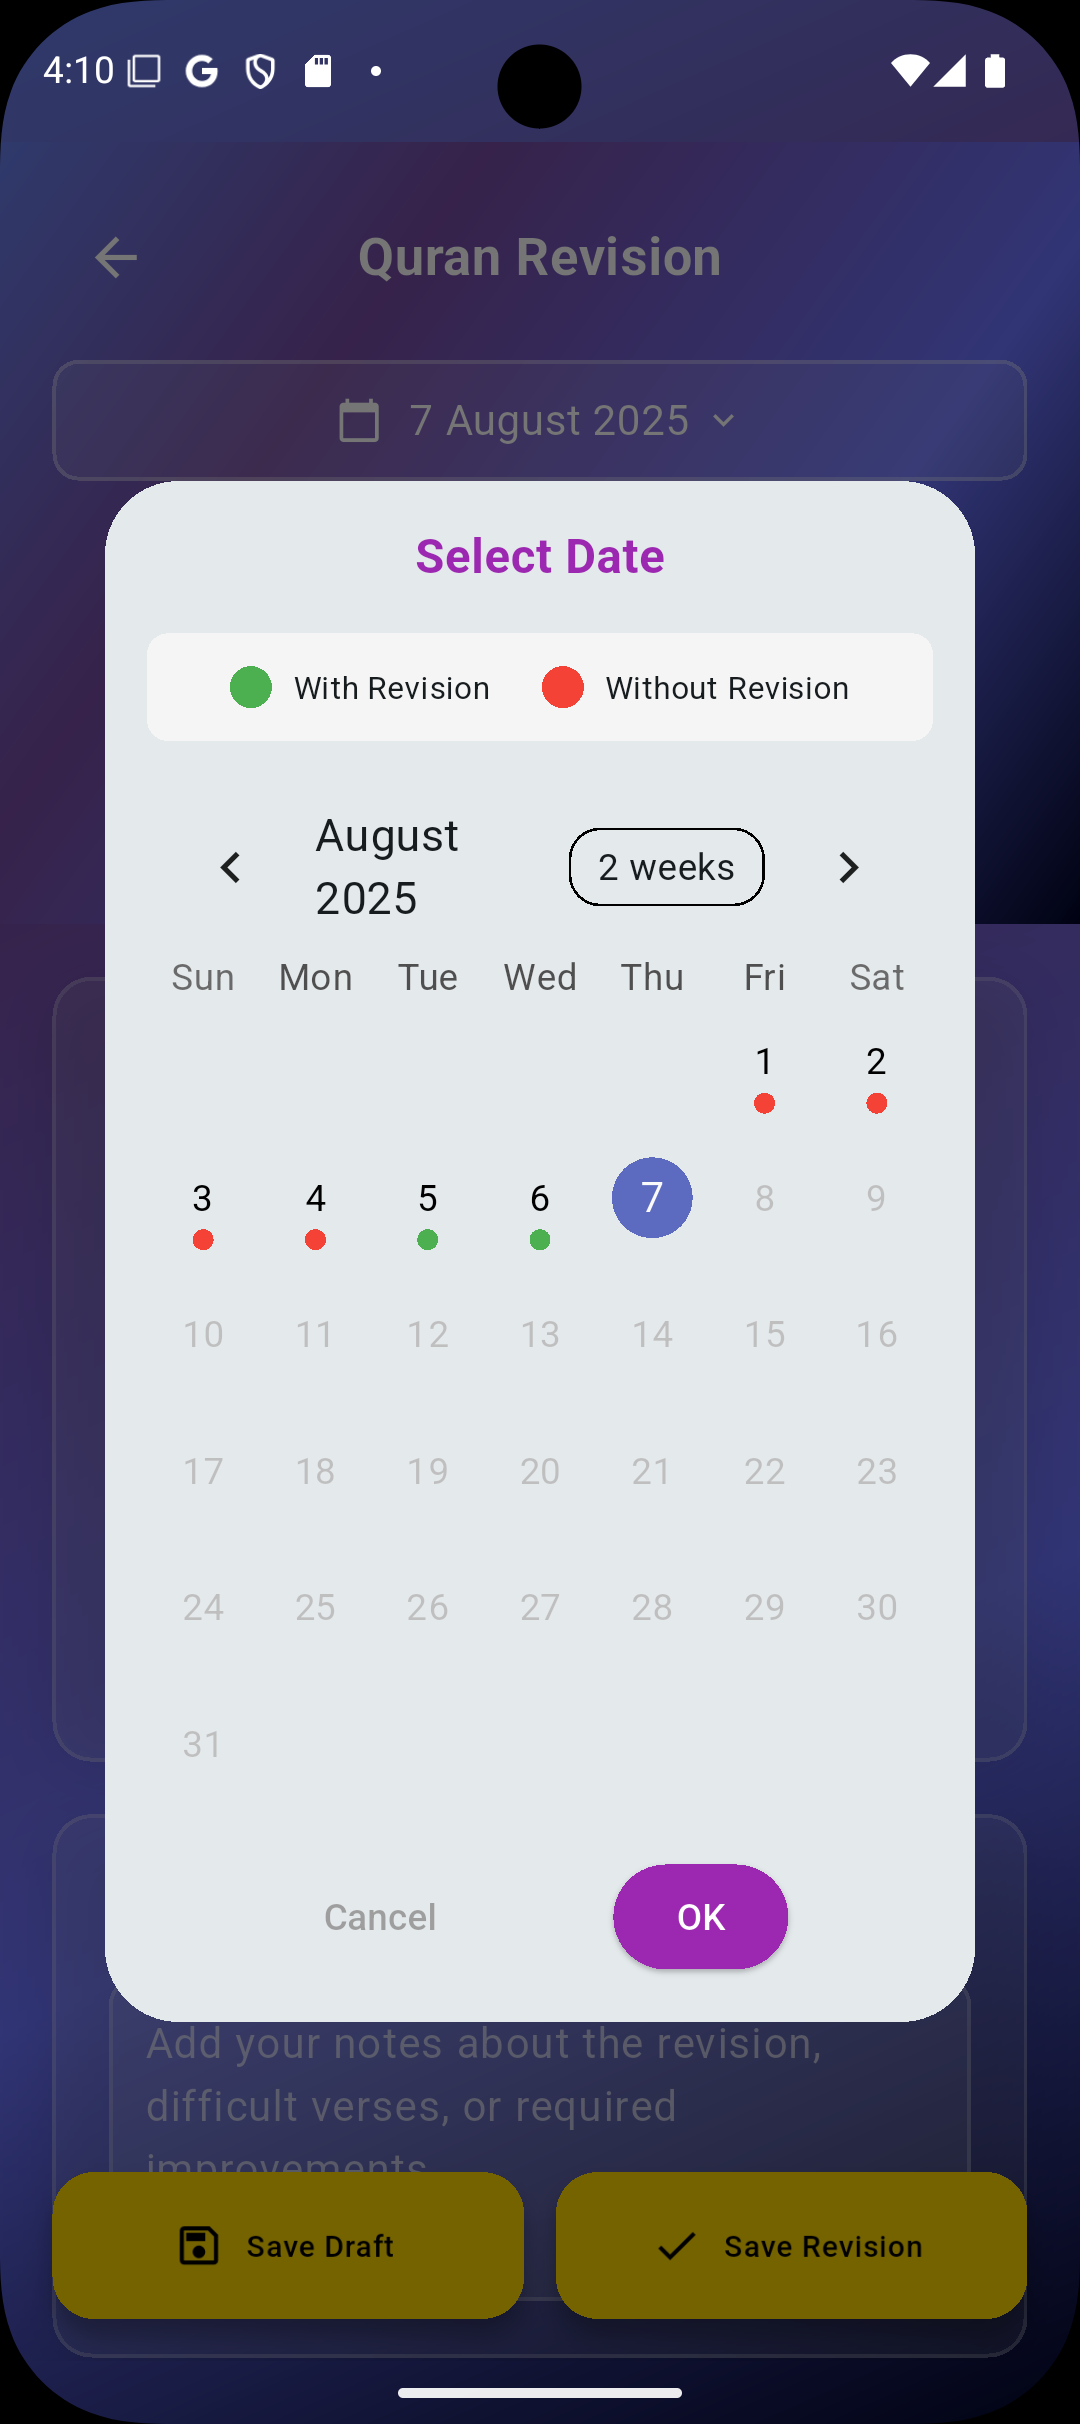 4:10
Quran Revision
7 August 2025
Select Date
With Revision Without Revision
August
2025
2 weeks
Sun Mon Tue Wed Thu Fri Sat
1 2
3 4 5 6 7 8 9
10 11 12 13 14 15 16
17 18 19 20 21 22 23
24 25 26 27 28 29 30
31
Cancel OK
Add your notes about the revision,
difficult verses, or required
improvements
Save Draft Save Revision